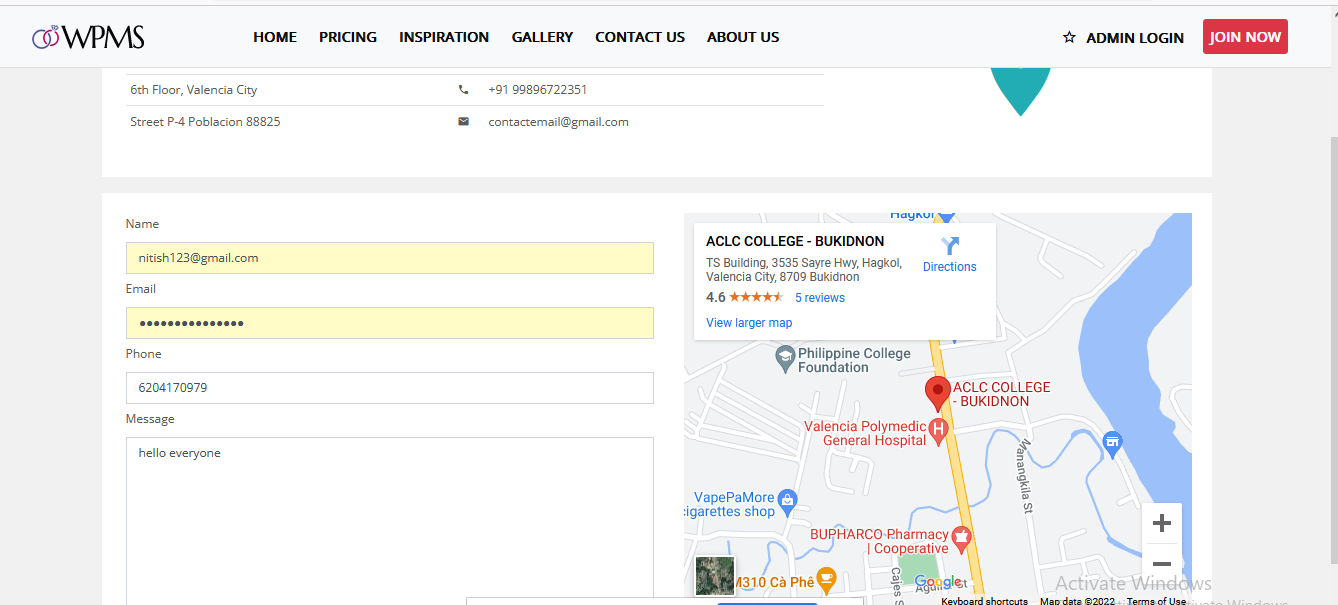 WPMS
HOME
PRICING
INSPIRATION
GALLERY
CONTACT US
ABOUT US
ADMIN LOGIN
JOIN NOW
6th Floor, Valencia City
+91 99896722351
Street P-4 Poblacion 88825
contactemail@gmail.com
Name
nitish123@gmail.com
Email
•••••••••••••••
Phone
6204170979
Message
hello everyone
Hagkol
ACLC COLLEGE - BUKIDNON
TS Building, 3535 Sayre Hwy, Hagkol,
Valencia City, 8709 Bukidnon
Directions
4.6
5 reviews
View larger map
Philippine College
Foundation
ACLC COLLEGE
- BUKIDNON
Valencia Polymedic
General Hospital
H
Manangkila St
VapePaMore
cigarettes shop
BUPHARCO Pharmacy
| Cooperative
M310 Cà Phê
Cajes S
Google
St
Activate Windows
Keyboard shortcuts
Map data ©2022
Terms of Use